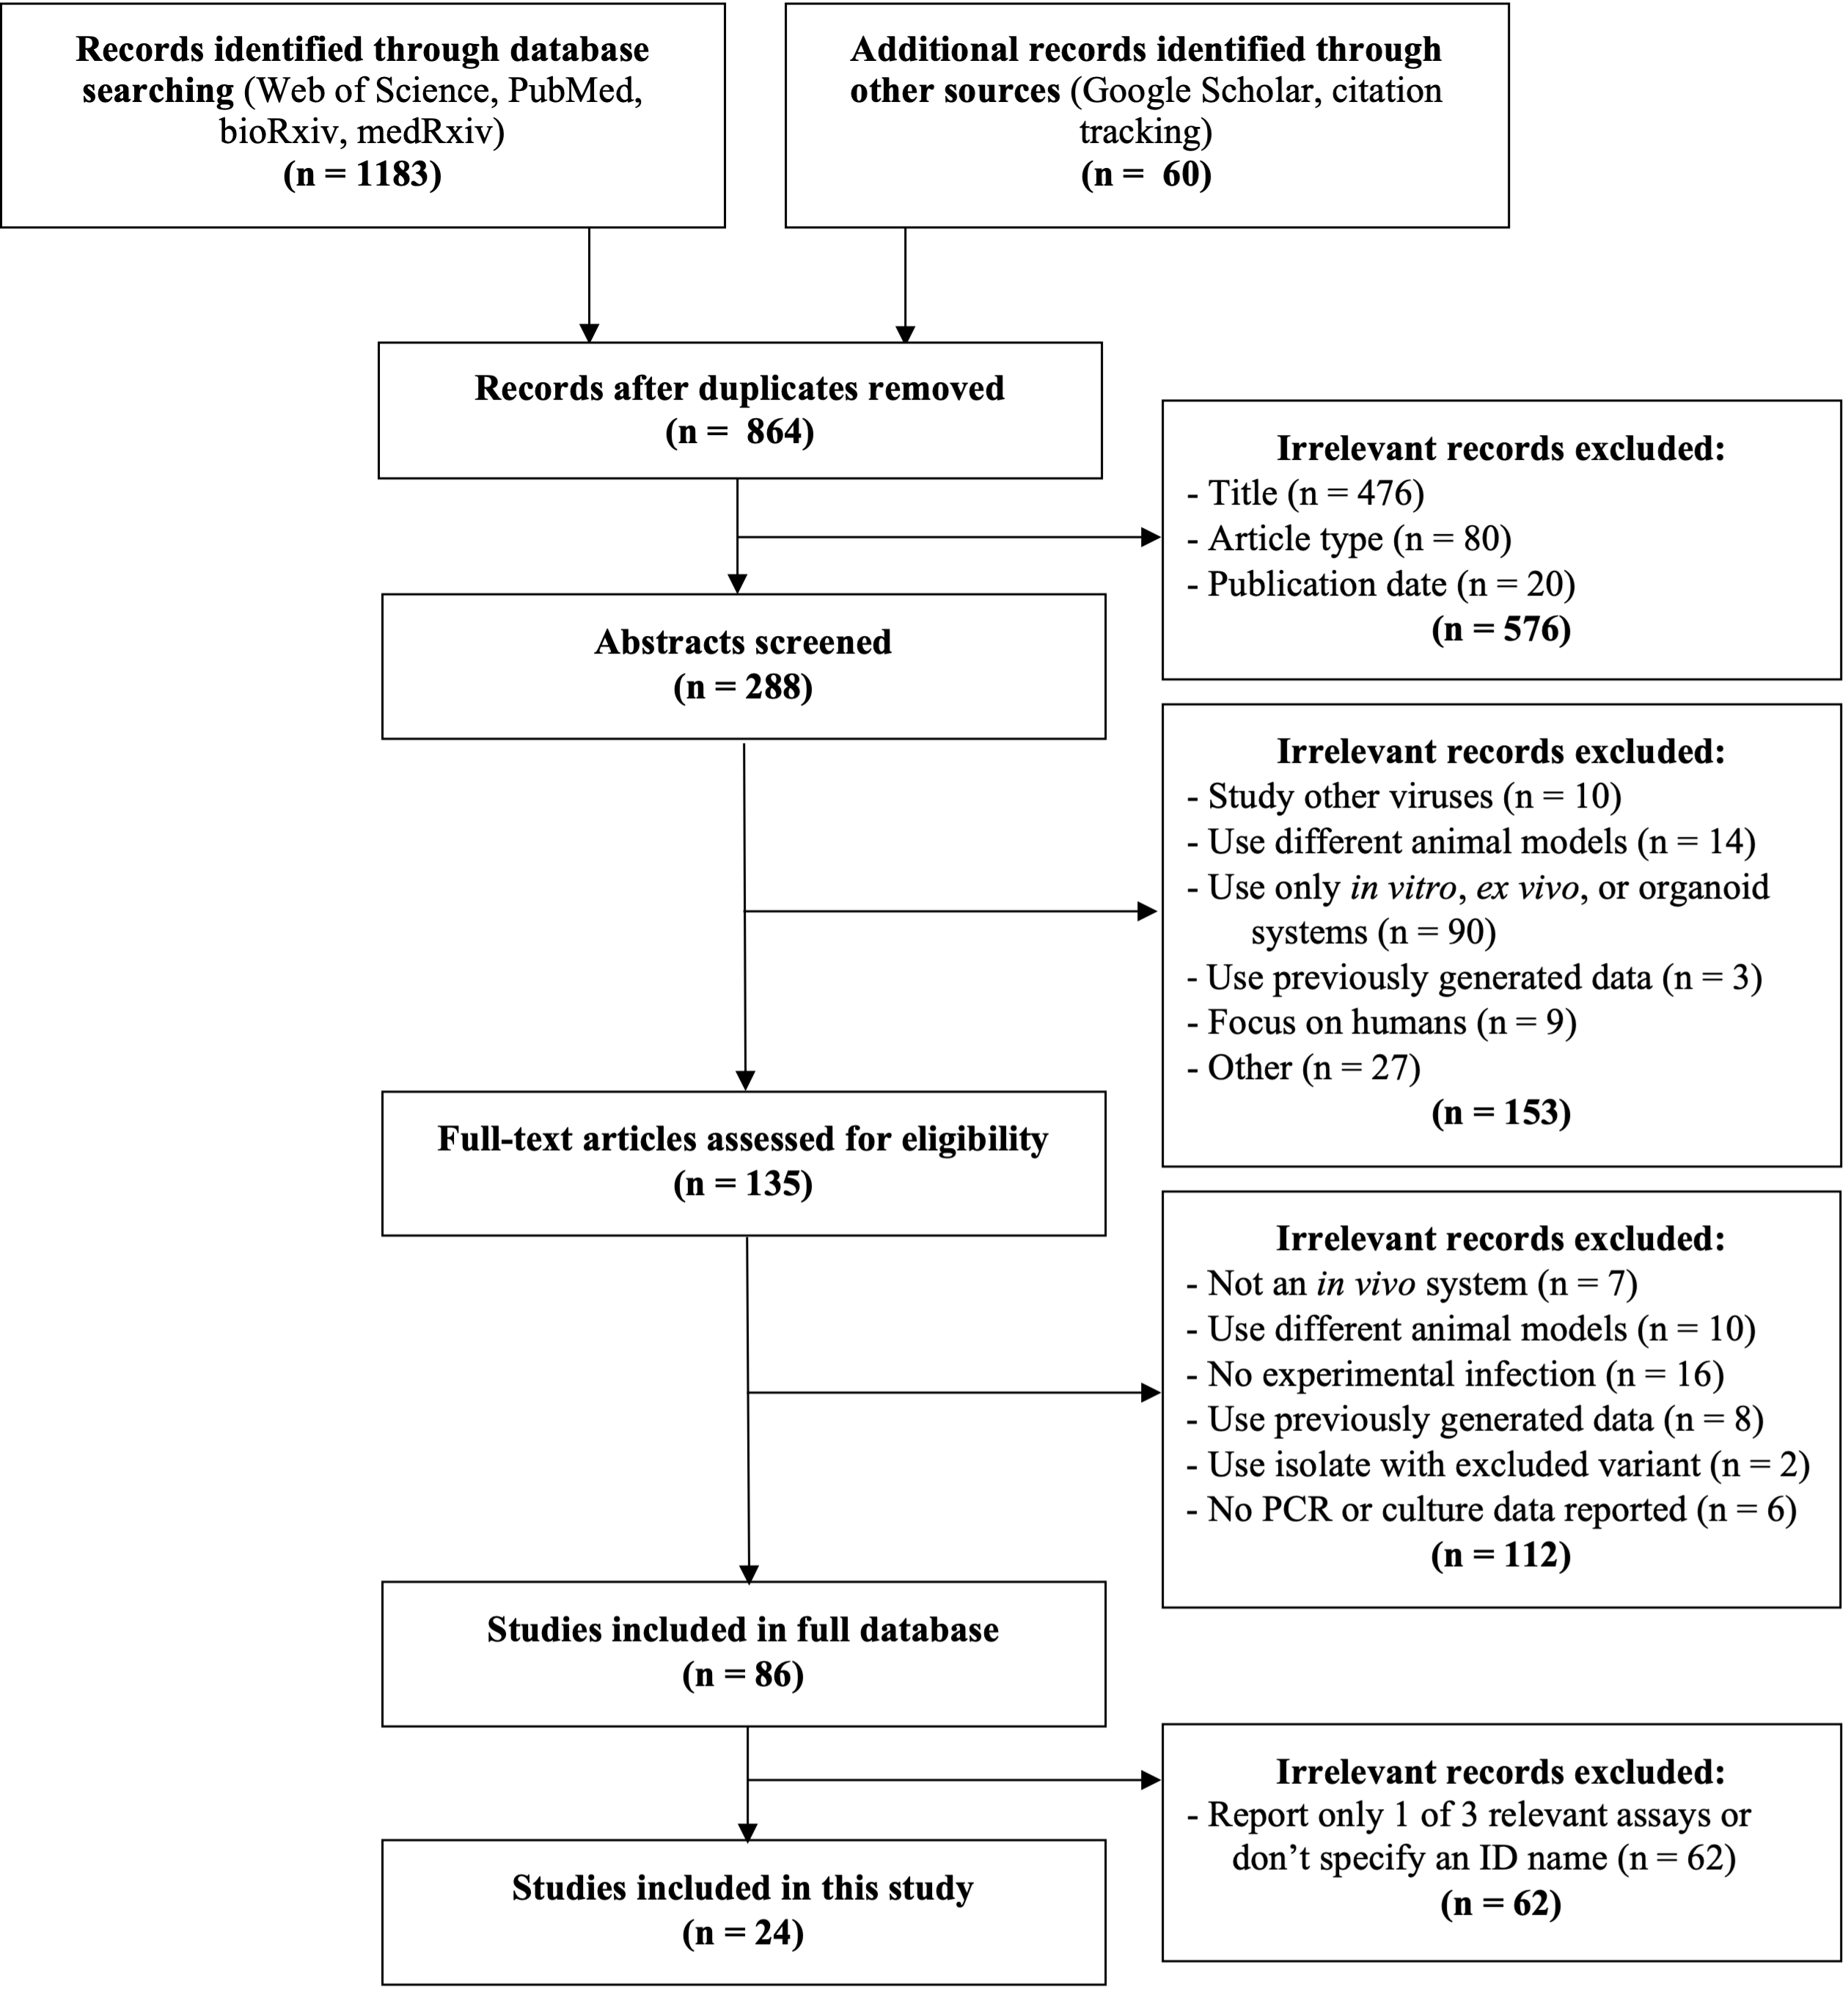 Records identified through database
searching (Web of Science, PubMed,
bioRxiv, medRxiv)
(n = 1183)
Additional records identified through
other sources (Google Scholar, citation
tracking)
(n =  60)
Records after duplicates removed
(n =  864)
Irrelevant records excluded:
- Title (n = 476)
- Article type (n = 80)
- Publication date (n = 20)
(n = 576)
Abstracts screened
(n = 288)
Irrelevant records excluded:
- Study other viruses (n = 10)
- Use different animal models (n = 14)
- Use only in vitro, ex vivo, or organoid
systems (n = 90)
- Use previously generated data (n = 3)
- Focus on humans (n = 9)
- Other (n = 27)
(n = 153)
Full-text articles assessed for eligibility
(n = 135)
Irrelevant records excluded:
- Not an in vivo system (n = 7)
- Use different animal models (n = 10)
- No experimental infection (n = 16)
- Use previously generated data (n = 8)
- Use isolate with excluded variant (n = 2)
- No PCR or culture data reported (n = 6)
(n = 112)
Studies included in full database
(n = 86)
Irrelevant records excluded:
- Report only 1 of 3 relevant assays or
don’t specify an ID name (n = 62)
(n = 62)
Studies included in this study
(n = 24)